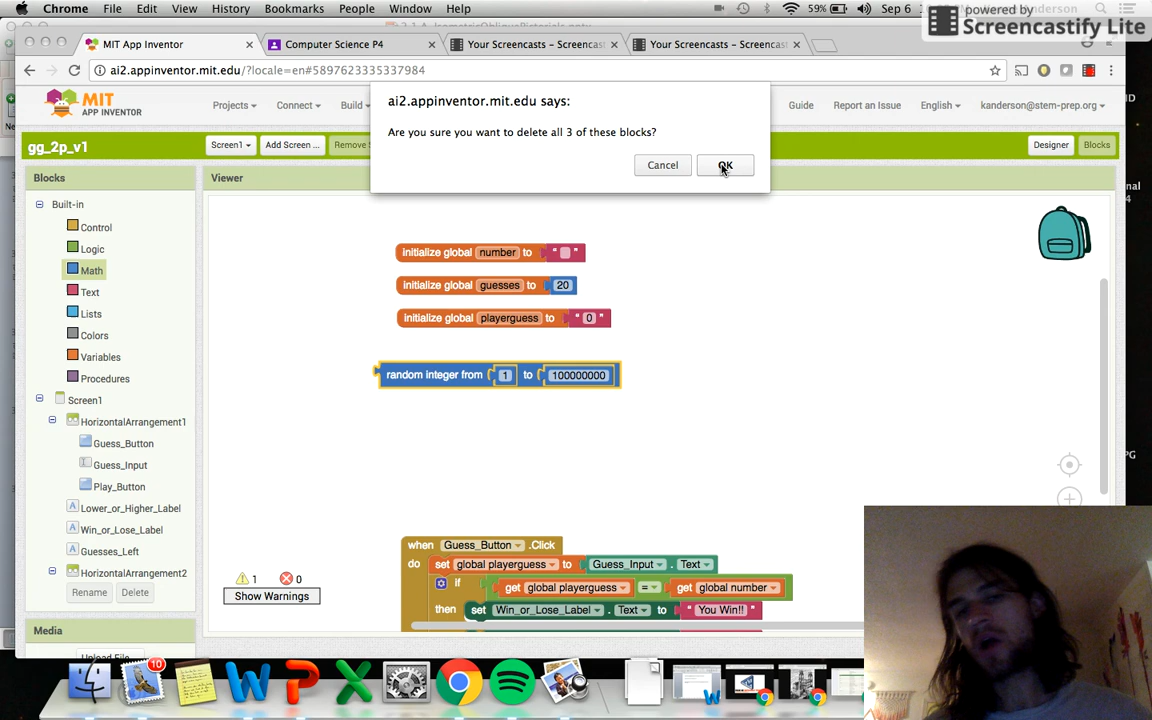 Chrome File Edit View History Bookmarks People Window Help 59% Sep 6
powered by
Screencastify Lite
MIT App Inventor × Computer Science P4 × Your Screencasts – Screencast × Your Screencasts – Screencast ×
ai2.appinventor.mit.edu/?locale=en#5897623335337984
ai2.appinventor.mit.edu says:
Are you sure you want to delete all 3 of these blocks?
Cancel OK
MIT
APP INVENTOR
Projects Connect Build Guide Report an Issue English kanderson@stem-prep.org
gg_2p_v1 Screen1 Add Screen ... Remove Designer Blocks
Blocks Viewer
Built-in
Control
Logic
Math
Text
Lists
Colors
Variables
Procedures
Screen1
HorizontalArrangement1
Guess_Button
Guess_Input
Play_Button
Lower_or_Higher_Label
Win_or_Lose_Label
Guesses_Left
HorizontalArrangement2
Rename Delete
Media
Upload File
initialize global number to " "
initialize global guesses to 20
initialize global playerguess to " 0 "
random integer from 1 to 100000000
when Guess_Button .Click
do set global playerguess to Guess_Input . Text
if get global playerguess = get global number
then set Win_or_Lose_Label . Text to " You Win!! "
1 0
Show Warnings
10